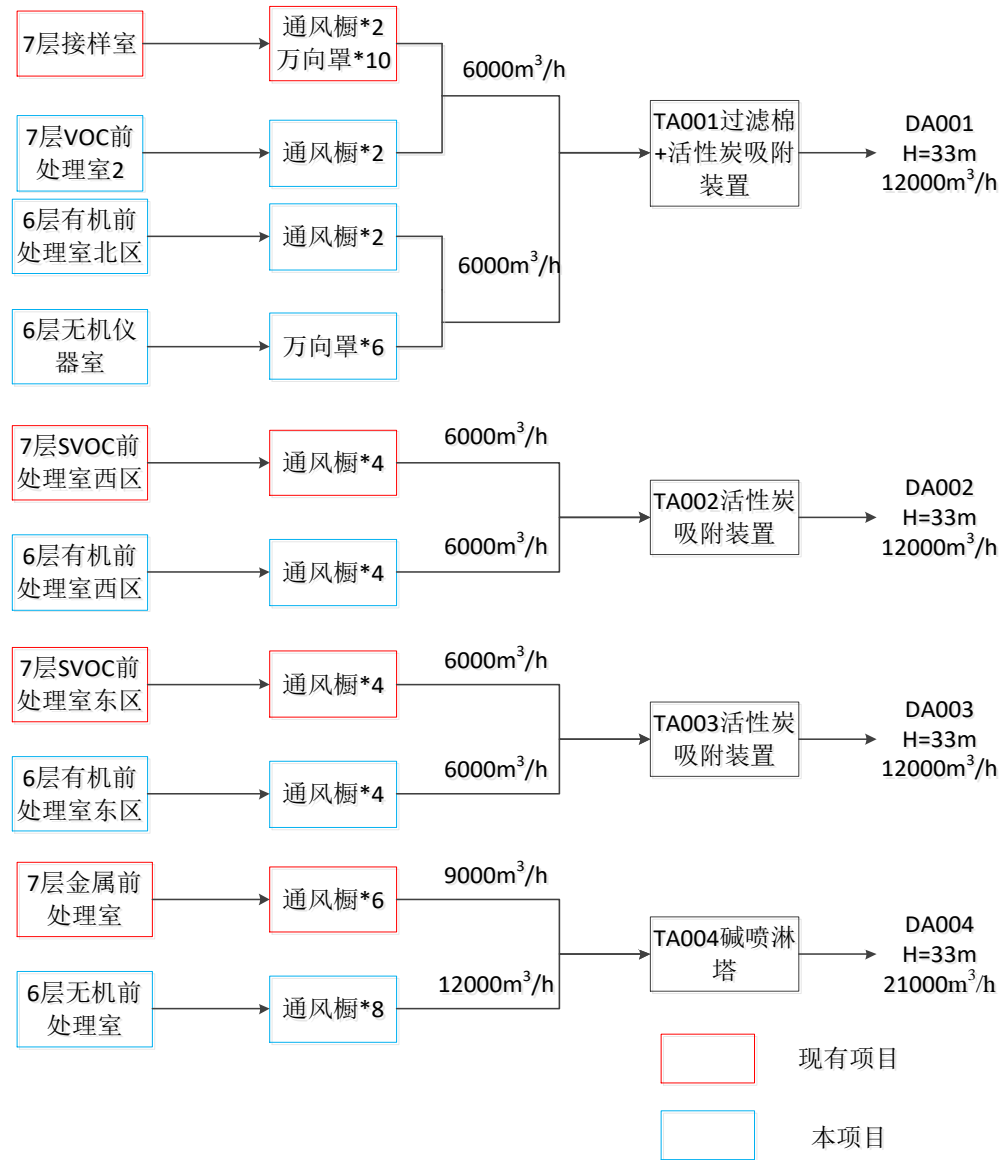 7层接样室
通风橱*2
万向罩*10
6000m³/h
7层VOC前
处理室2
通风橱*2
TA001过滤棉
+活性炭吸附
装置
DA001
H=33m
12000m³/h
6层有机前
处理室北区
通风橱*2
6000m³/h
6层无机仪
器室
万向罩*6
7层SVOC前
处理室西区
通风橱*4
6000m³/h
TA002活性炭
吸附装置
DA002
H=33m
12000m³/h
6层有机前
处理室西区
通风橱*4
6000m³/h
7层SVOC前
处理室东区
通风橱*4
6000m³/h
TA003活性炭
吸附装置
DA003
H=33m
12000m³/h
6层有机前
处理室东区
通风橱*4
6000m³/h
7层金属前
处理室
通风橱*6
9000m³/h
TA004碱喷淋
塔
DA004
H=33m
21000m³/h
6层无机前
处理室
通风橱*8
12000m³/h
现有项目
本项目